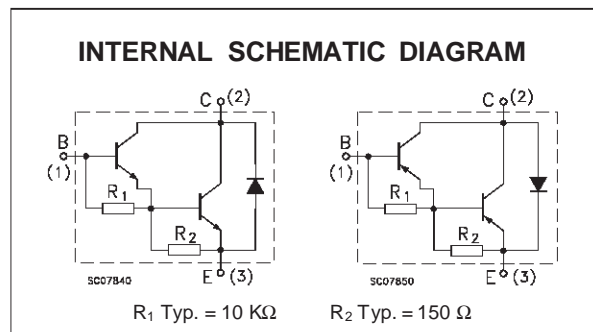 INTERNAL SCHEMATIC DIAGRAM
C (2)
B
(1)
R1
R2
E (3)
SC07840
C (2)
B
(1)
R1
R2
E (3)
SC07850
R1 Typ. = 10 KΩ R2 Typ. = 150 Ω